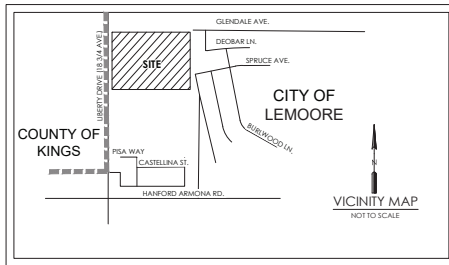 GLENDALE AVE.
DEOBAR LN.
SPRUCE AVE.
LIBERTY DRIVE (18 3/4 AVE.)
SITE
CITY OF
LEMOORE
COUNTY OF
KINGS
BURLWOOD LN.
PISA WAY
CASTELLINA ST.
HANFORD ARMONA RD.
N
VICINITY MAP
NOT TO SCALE